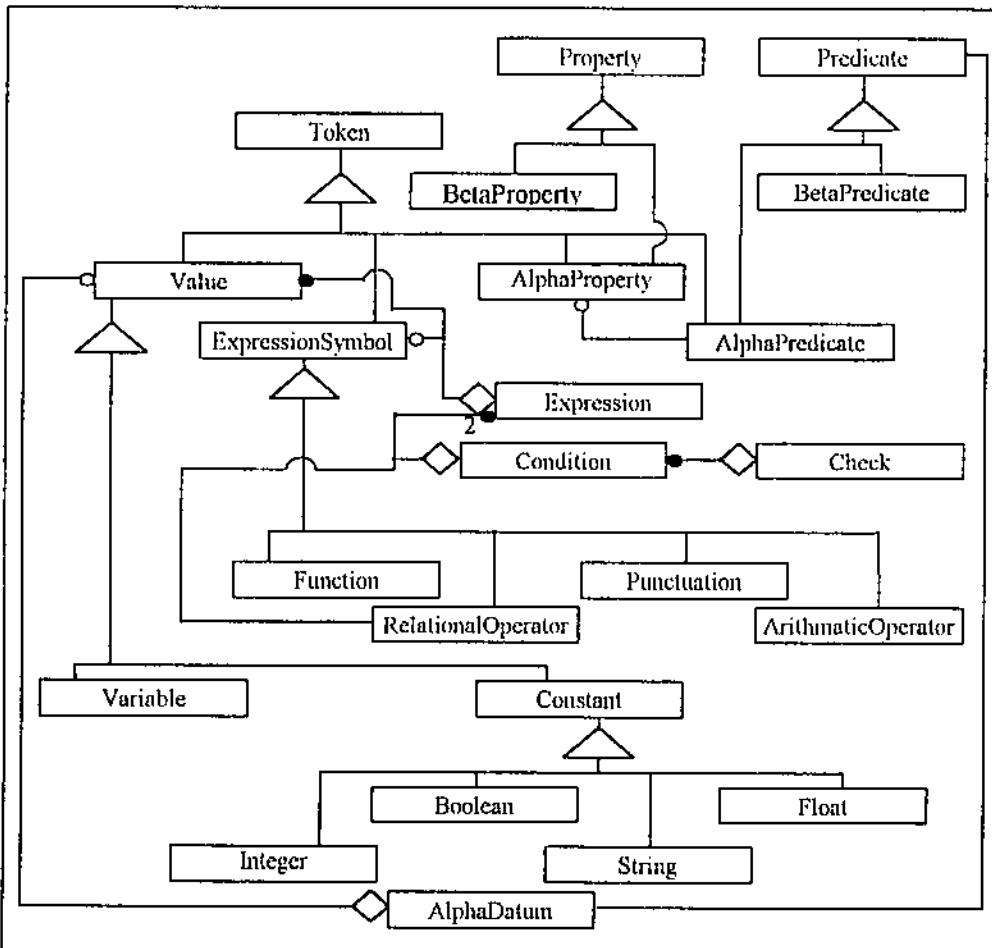 Property
Predicate
Token
BetaProperty
BetaPredicate
Value
AlphaProperty
ExpressionSymbol
AlphaPredicate
Expression
2
Condition
Check
Function
Punctuation
RelationalOperator
ArithmaticOperator
Variable
Constant
Boolean
Float
Integer
String
AlphaDatum